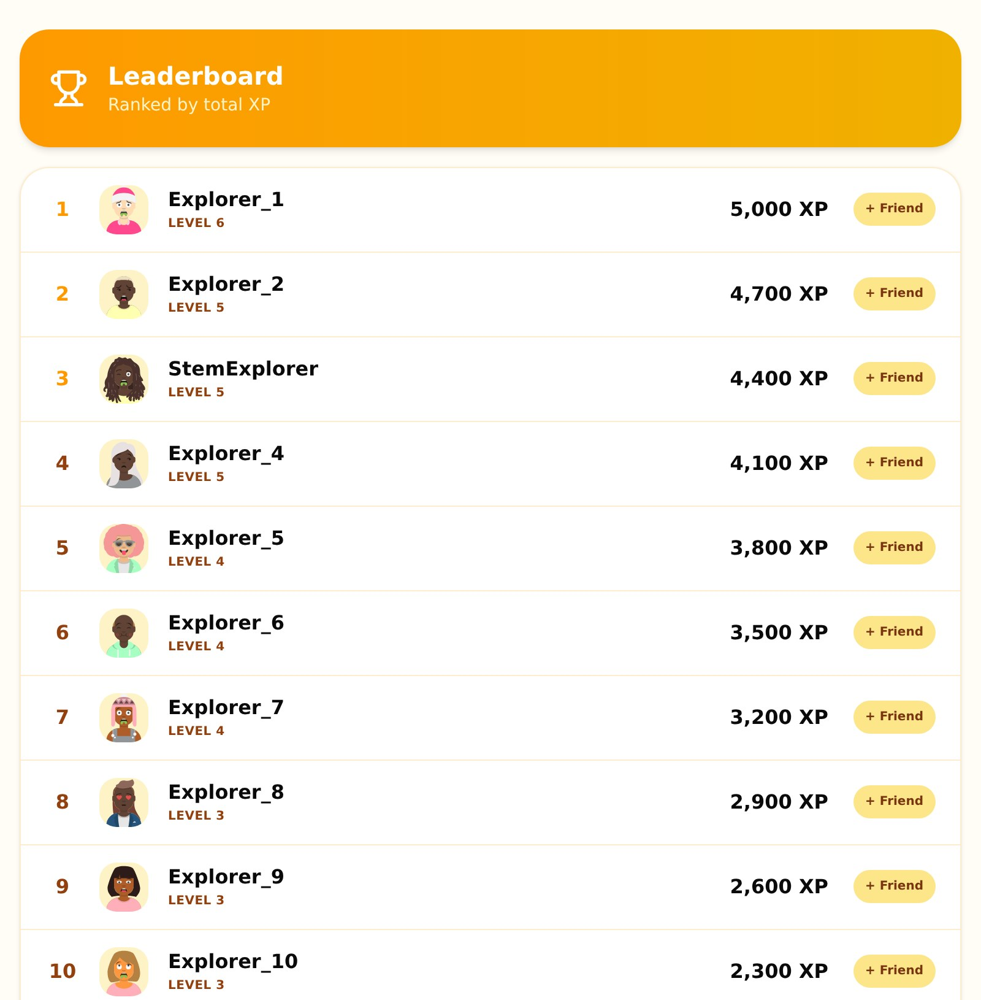 Leaderboard
Ranked by total XP
1
Explorer_1
LEVEL 6
5,000 XP
+ Friend
2
Explorer_2
LEVEL 5
4,700 XP
+ Friend
3
StemExplorer
LEVEL 5
4,400 XP
+ Friend
4
Explorer_4
LEVEL 5
4,100 XP
+ Friend
5
Explorer_5
LEVEL 4
3,800 XP
+ Friend
6
Explorer_6
LEVEL 4
3,500 XP
+ Friend
7
Explorer_7
LEVEL 4
3,200 XP
+ Friend
8
Explorer_8
LEVEL 3
2,900 XP
+ Friend
9
Explorer_9
LEVEL 3
2,600 XP
+ Friend
10
Explorer_10
LEVEL 3
2,300 XP
+ Friend